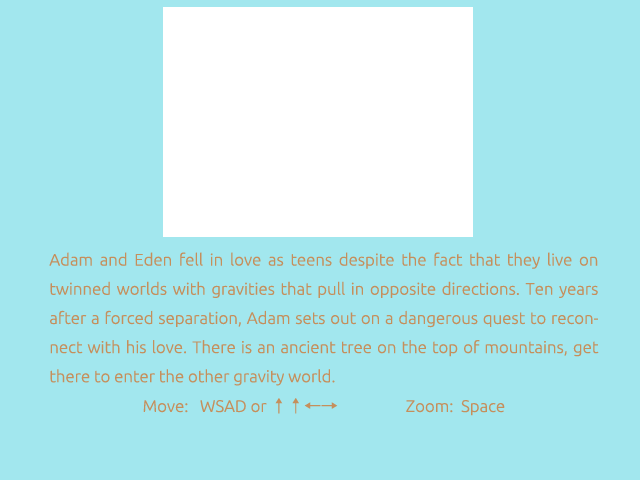 Adam and Eden fell in love as teens despite the fact that they live on
twinned worlds with gravities that pull in opposite directions. Ten years
after a forced separation, Adam sets out on a dangerous quest to recon-
nect with his love. There is an ancient tree on the top of mountains, get
there to enter the other gravity world.
Move: WSAD or ↑ ↑ ←→ Zoom: Space